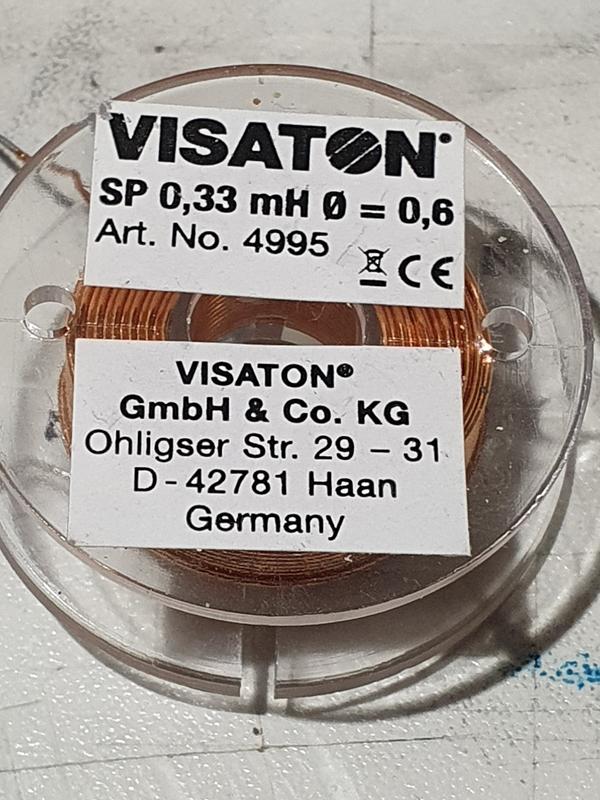 VISATON®
SP 0,33 mH Ø = 0,6
Art. No. 4995
CE
VISATON®
GmbH & Co. KG
Ohligser Str. 29 – 31
D-42781 Haan
Germany